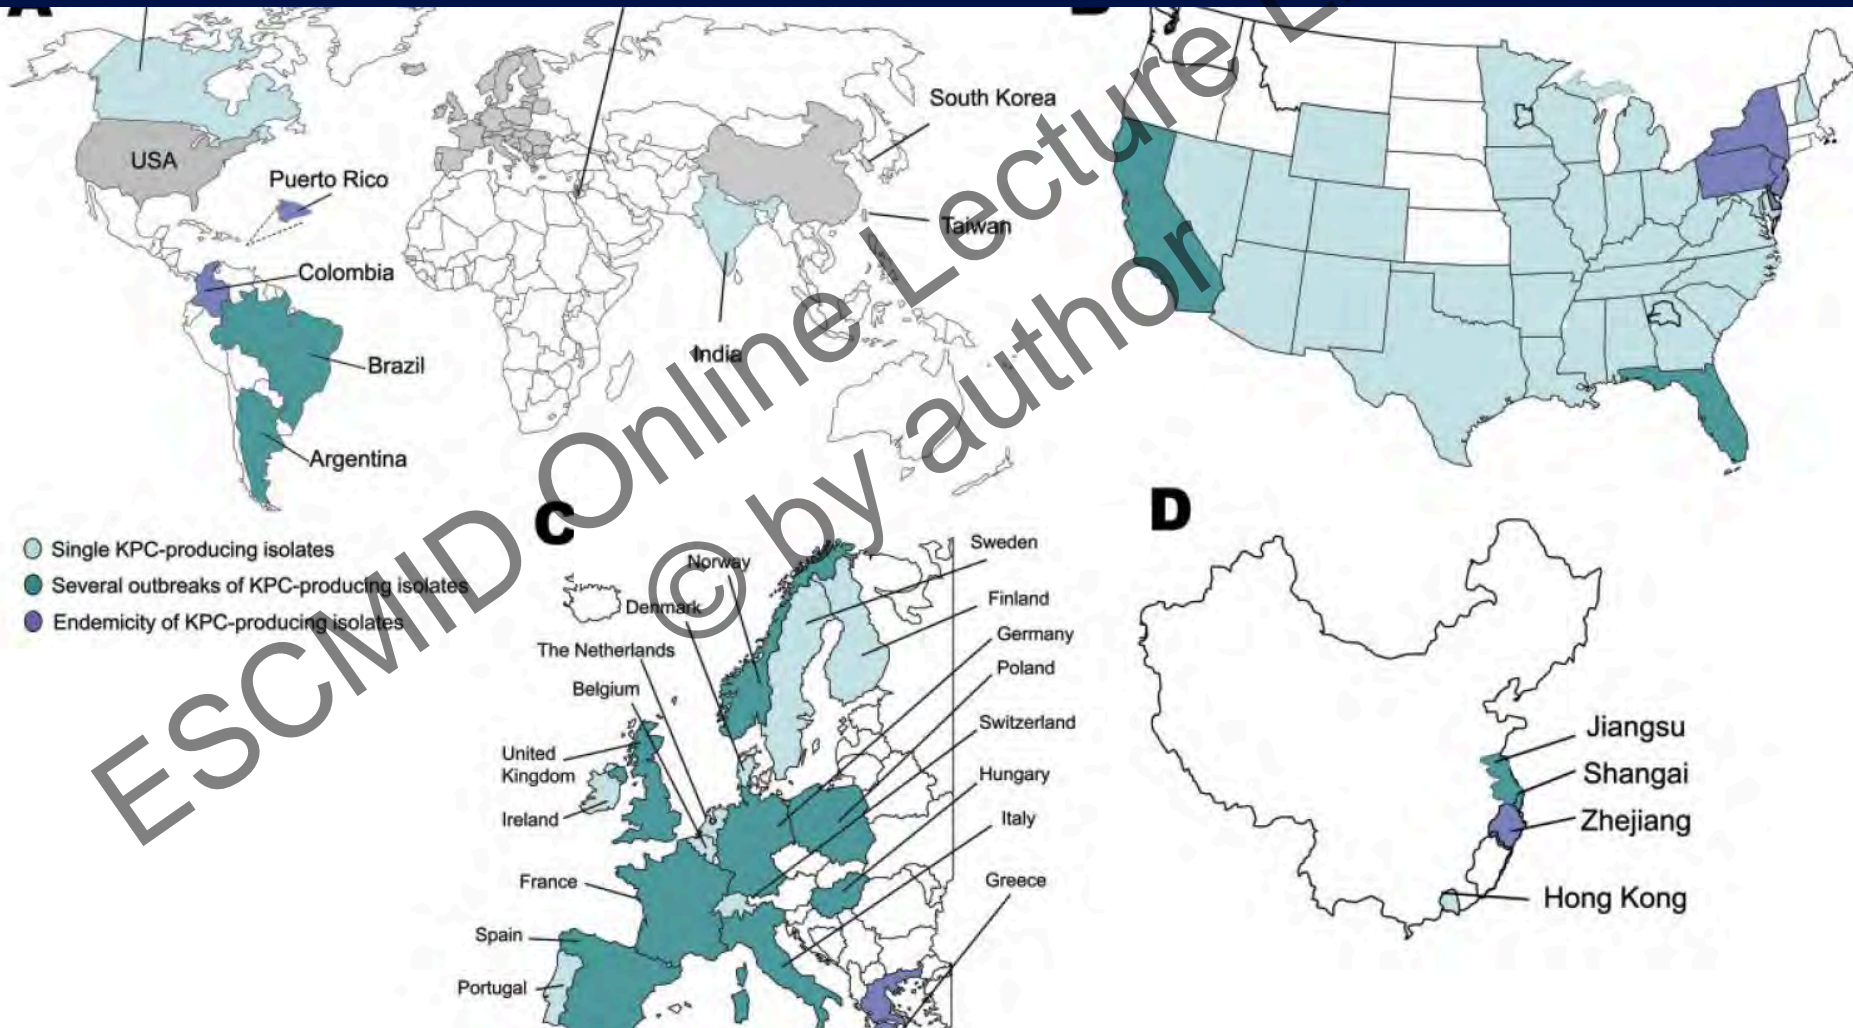 USA
Puerto Rico
Colombia
Brazil
Argentina
South Korea
Taiwan
India
Single KPC-producing isolates
Several outbreaks of KPC-producing isolates
Endemicity of KPC-producing isolates
C
Norway
Denmark
The Netherlands
Belgium
United
Kingdom
Ireland
France
Spain
Portugal
Sweden
Finland
Germany
Poland
Switzerland
Hungary
Italy
Greece
D
Jiangsu
Shangai
Zhejiang
Hong Kong
ESCMID Online Lecture
© by author